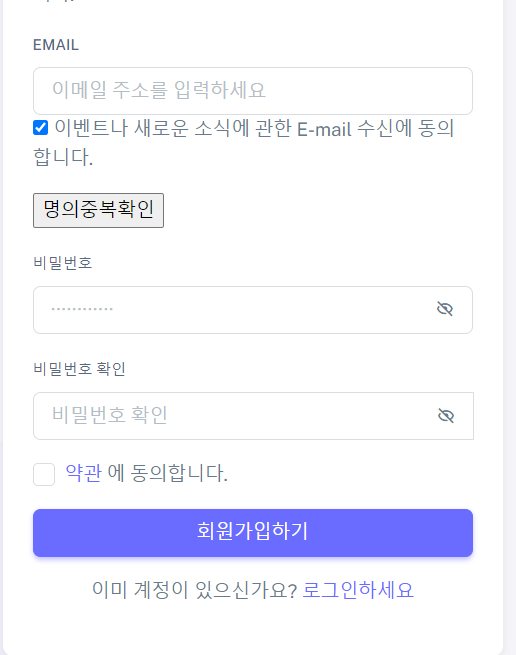 EMAIL
이메일 주소를 입력하세요
이벤트나 새로운 소식에 관한 E-mail 수신에 동의
합니다.
명의중복확인
비밀번호
············
비밀번호 확인
비밀번호 확인
약관 에 동의합니다.
회원가입하기
이미 계정이 있으신가요? 로그인하세요